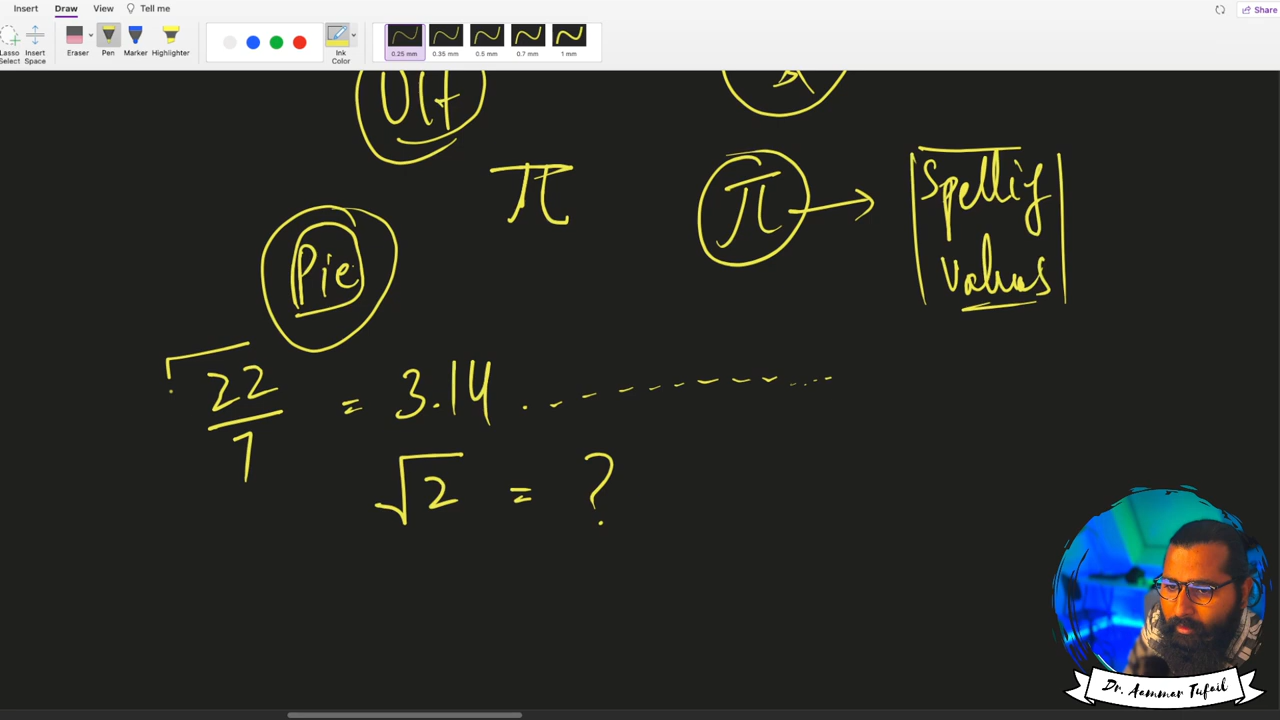 Insert Draw View Tell me
Share
Lasso Select
Insert Space
Eraser
Pen
Marker
Highlighter
Ink Color
0.25 mm
0.35 mm
0.5 mm
0.7 mm
1 mm
π
π
Spellig
Values
Pie
22/7 = 3.14 . - - - - - - - - ...
√2 = ?
Dr. Aammar Tufail